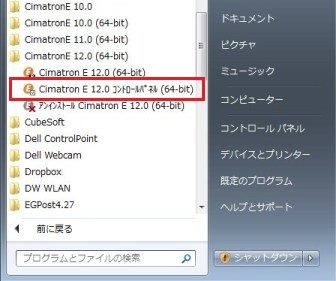 CimatronE 10.0
CimatronE 11.0 (64-bit)
CimatronE 12.0 (64-bit)
Cimatron E 12.0 (64-bit)
Cimatron E 12.0 ｺﾝﾄﾛｰﾙﾊﾟﾈﾙ (64-bit)
ｱﾝｲﾝｽﾄｰﾙ Cimatron E 12.0 (64-bit)
CubeSoft
Dell ControlPoint
Dell Webcam
Dropbox
DW WLAN
EGPost4.27
前に戻る
プログラムとファイルの検索
ドキュメント
ピクチャ
ミュージック
コンピューター
コントロール パネル
デバイスとプリンター
既定のプログラム
ヘルプとサポート
シャットダウン